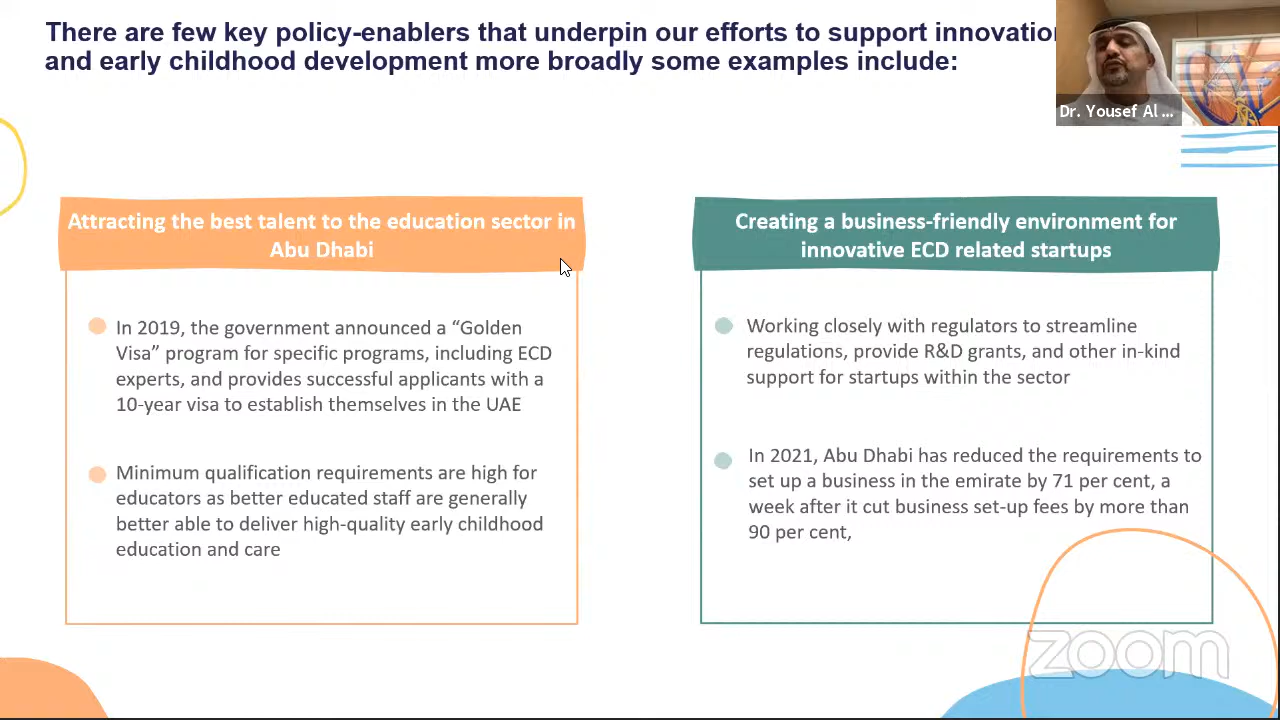 There are few key policy-enablers that underpin our efforts to support innovation
and early childhood development more broadly some examples include:
Dr. Yousef Al ...
Attracting the best talent to the education sector in
Abu Dhabi
In 2019, the government announced a “Golden
Visa” program for specific programs, including ECD
experts, and provides successful applicants with a
10-year visa to establish themselves in the UAE
Minimum qualification requirements are high for
educators as better educated staff are generally
better able to deliver high-quality early childhood
education and care
Creating a business-friendly environment for
innovative ECD related startups
Working closely with regulators to streamline
regulations, provide R&D grants, and other in-kind
support for startups within the sector
In 2021, Abu Dhabi has reduced the requirements to
set up a business in the emirate by 71 per cent, a
week after it cut business set-up fees by more than
90 per cent,
zoom